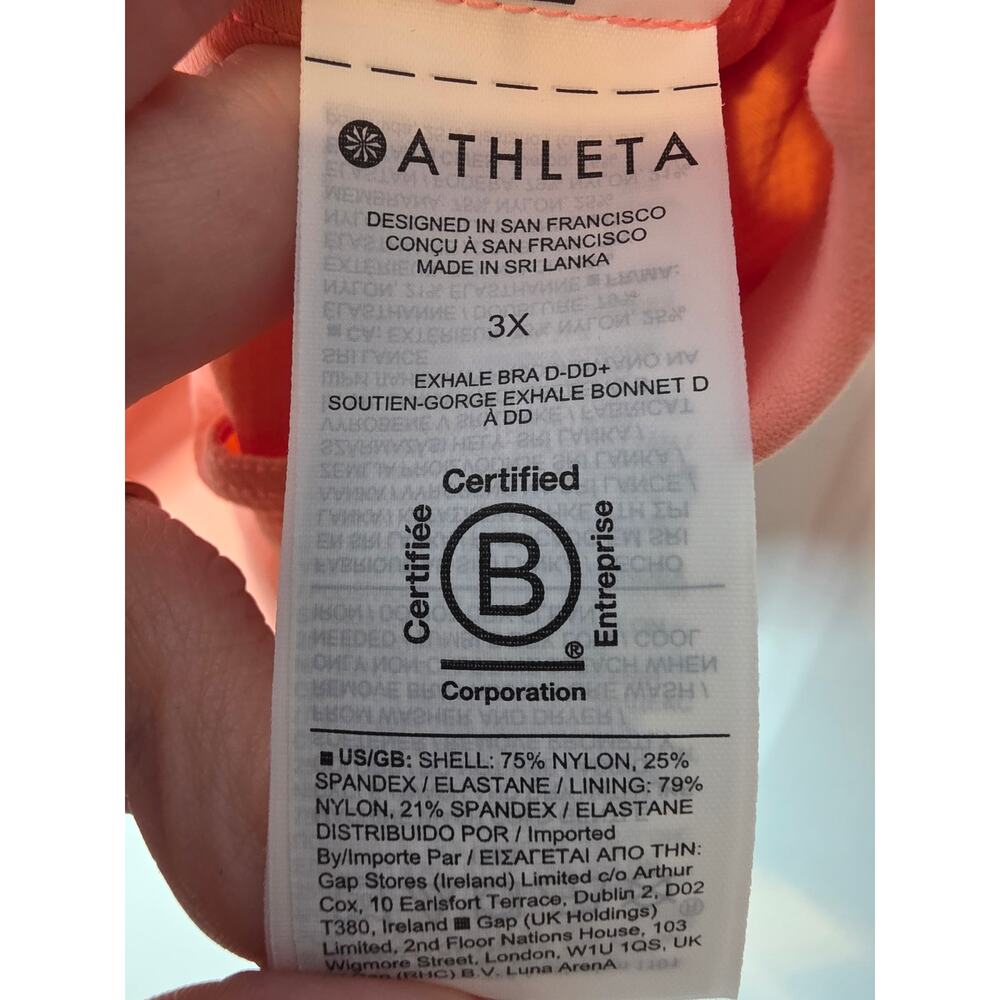 ATHLETA
DESIGNED IN SAN FRANCISCO
CONÇU À SAN FRANCISCO
MADE IN SRI LANKA
3X
EXHALE BRA D-DD+
SOUTIEN-GORGE EXHALE BONNET D
À DD
Certified
Certifiée
B
Entreprise
®
Corporation
US/GB: SHELL: 75% NYLON, 25%
SPANDEX / ELASTANE / LINING: 79%
NYLON, 21% SPANDEX / ELASTANE
DISTRIBUIDO POR / Imported
By/Importe Par / ΕΙΣΑΓΕΤΑΙ ΑΠΟ ΤΗΝ:
Gap Stores (Ireland) Limited c/o Arthur
Cox, 10 Earlsfort Terrace, Dublin 2, D02
T380, Ireland Gap (UK Holdings)
Limited, 2nd Floor Nations House, 103
Wigmore Street, London, W1U 1QS, UK
(RHC) B.V. Luna ArenA